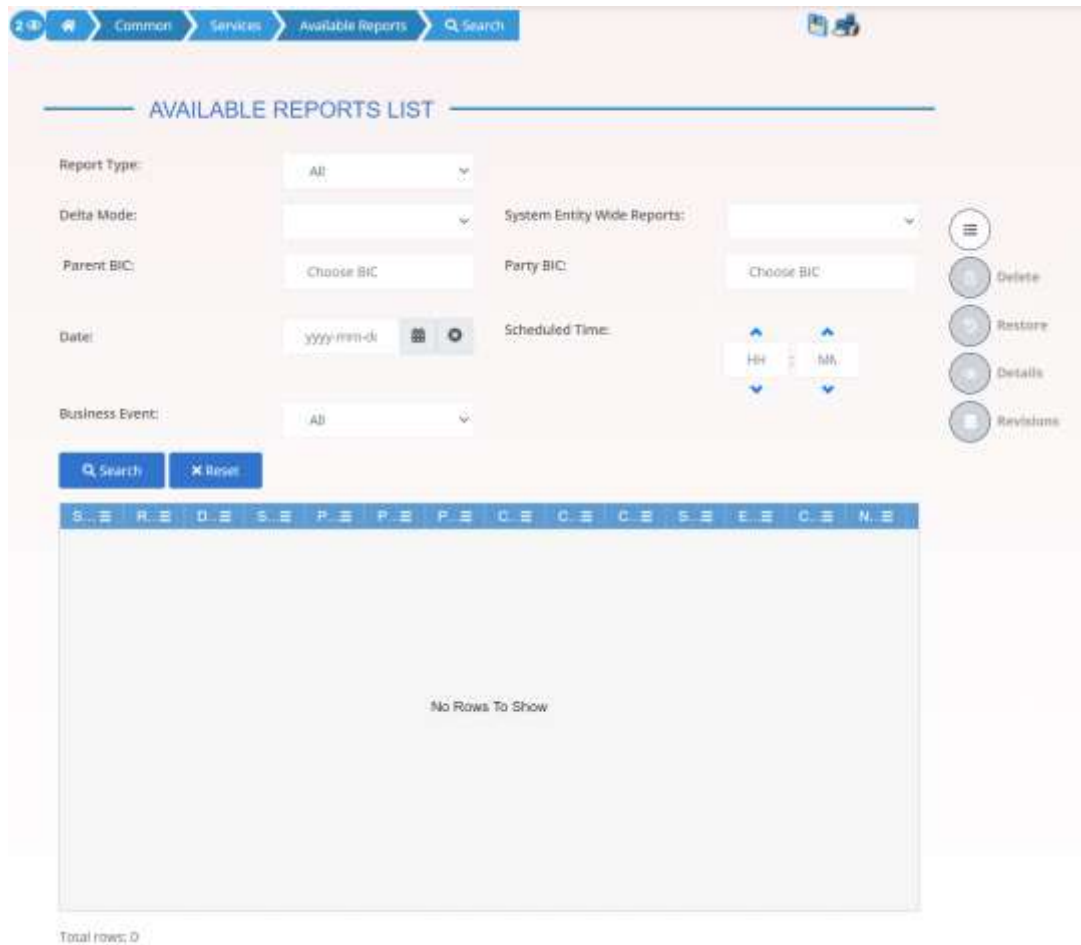 2
Common Services Available Reports Search
AVAILABLE REPORTS LIST
Report Type: All
Delta Mode: System Entity Wide Reports:
Parent BIC: Choose BIC Party BIC: Choose BIC
Delete
Date: yyyy-mm-d Scheduled Time: Restore
HH : MM
Details
Business Event: All Revisions
Search Reset
S... R... D... S... P... P... P... C... C... C... S... E... C... N...
No Rows To Show
Total rows: 0